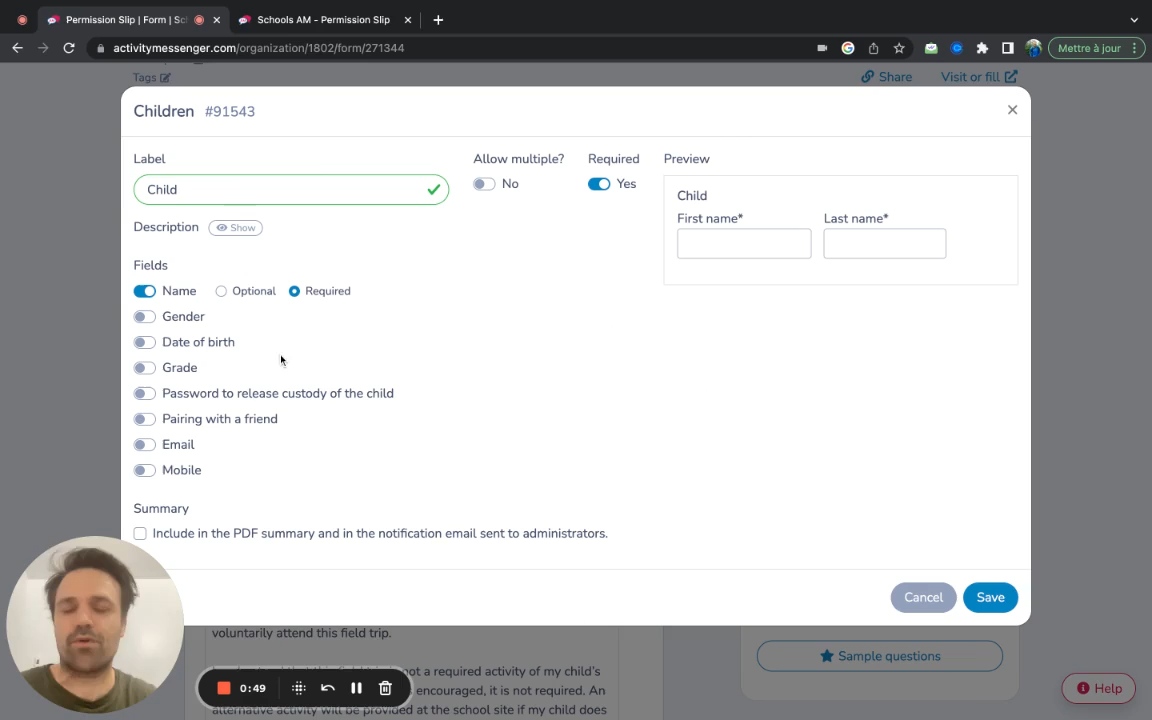 Permission Slip | Form | Sc
Schools AM - Permission Slip
activitymessenger.com/organization/1802/form/271344
Mettre à jour
Tags
Share
Visit or fill
Children #91543
Label
Allow multiple?
Required
Preview
Child
No
Yes
Child
First name*
Last name*
Description
Show
Fields
Name
Optional
Required
Gender
Date of birth
Grade
Password to release custody of the child
Pairing with a friend
Email
Mobile
Summary
Include in the PDF summary and in the notification email sent to administrators.
Cancel
Save
voluntarily attend this field trip.
not a required activity of my child's
encouraged, it is not required. An
alternative activity will be provided at the school site if my child does
0:49
Sample questions
Help